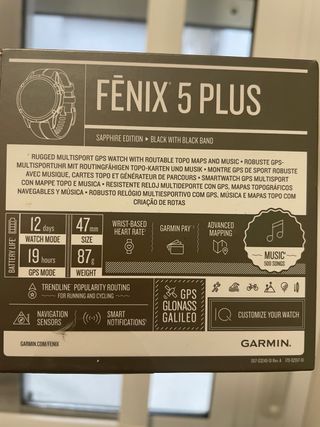 FĒNIX® 5 PLUS
SAPPHIRE EDITION • BLACK WITH BLACK BAND
RUGGED MULTISPORT GPS WATCH WITH ROUTABLE TOPO MAPS AND MUSIC • ROBUSTE GPS-
MULTISPORTUHR MIT ROUTINGFÄHIGEN TOPO-KARTEN UND MUSIK • MONTRE GPS DE SPORT ROBUSTE
AVEC MUSIQUE, CARTES TOPO ET GÉNÉRATEUR DE PARCOURS • SMARTWATCH GPS MULTISPORT
CON MAPPE TOPO E MUSICA • RESISTENTE RELOJ MULTIDEPORTE CON GPS, MAPAS TOPOGRÁFICOS
NAVEGABLES Y MÚSICA • ROBUSTO RELÓGIO MULTIESPORTIVO COM GPS, MÚSICA E MAPAS TOPO COM
CRIAÇÃO DE ROTAS
BATTERY LIFE
12
days
WATCH MODE
19
hours
GPS MODE
47 mm
SIZE
87 g
WEIGHT
WRIST-BASED
HEART RATE
GARMIN PAY™
ADVANCED
MAPPING
MUSIC
500 SONGS
TRENDLINE™ POPULARITY ROUTING
FOR RUNNING AND CYCLING
NAVIGATION
SENSORS
SMART
NOTIFICATIONS
GPS
GLONASS
GALILEO
IQ CUSTOMIZE YOUR WATCH
GARMIN.COM/FENIX
GARMIN.